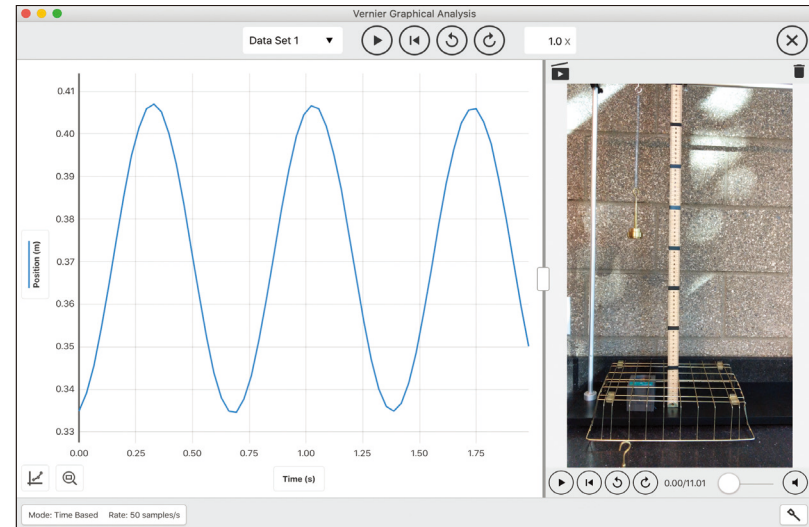 Vernier Graphical Analysis
Data Set 1
1.0 x
0.41
0.40
0.39
0.38
0.37
0.36
0.35
0.34
0.33
Position (m)
0.00 0.25 0.50 0.75 1.00 1.25 1.50 1.75
Time (s)
0.00/11.01
Mode: Time Based Rate: 50 samples/s